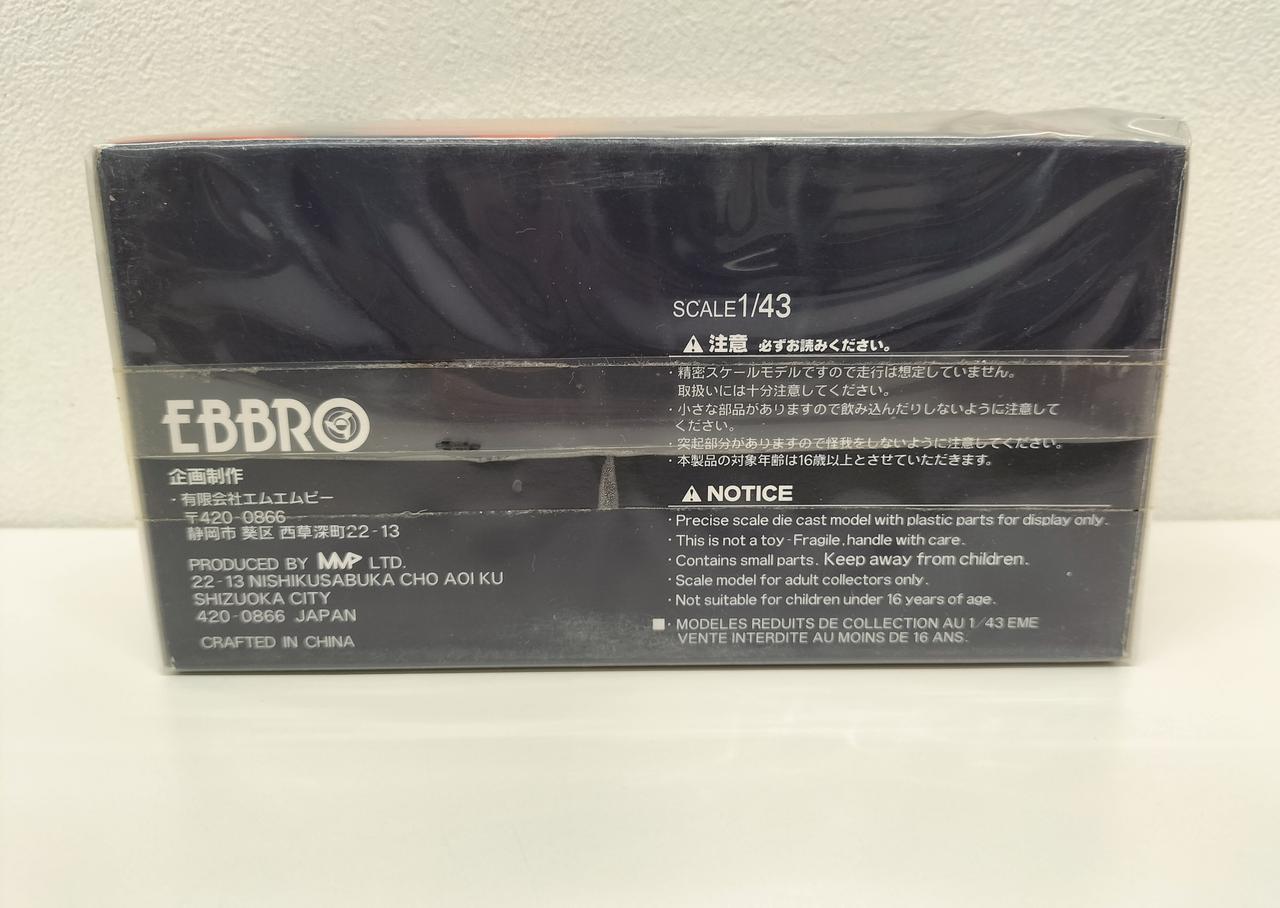 EBBRO
企画制作
・有限会社エムエムピー
〒420-0866
静岡市 葵区 西草深町22-13
PRODUCED BY MMP LTD.
22-13 NISHIKUSABUKA CHO AOI KU
SHIZUOKA CITY
420-0866 JAPAN
CRAFTED IN CHINA
SCALE1/43
⚠注意 必ずお読みください。
・精密スケールモデルですので走行は想定していません。
取扱いには十分注意してください。
・小さな部品がありますので飲み込んだりしないように注意して
ください。
・突起部分がありますので怪我をしないように注意してください。
・本製品の対象年齢は16歳以上とさせていただきます。
⚠NOTICE
・Precise scale die cast model with plastic parts for display only.
・This is not a toy-Fragile,handle with care.
・Contains small parts. Keep away from children.
・Scale model for adult collectors only.
・Not suitable for children under 16 years of age.
■・MODELES REDUITS DE COLLECTION AU 1/43 EME
VENTE INTERDITE AU MOINS DE 16 ANS.